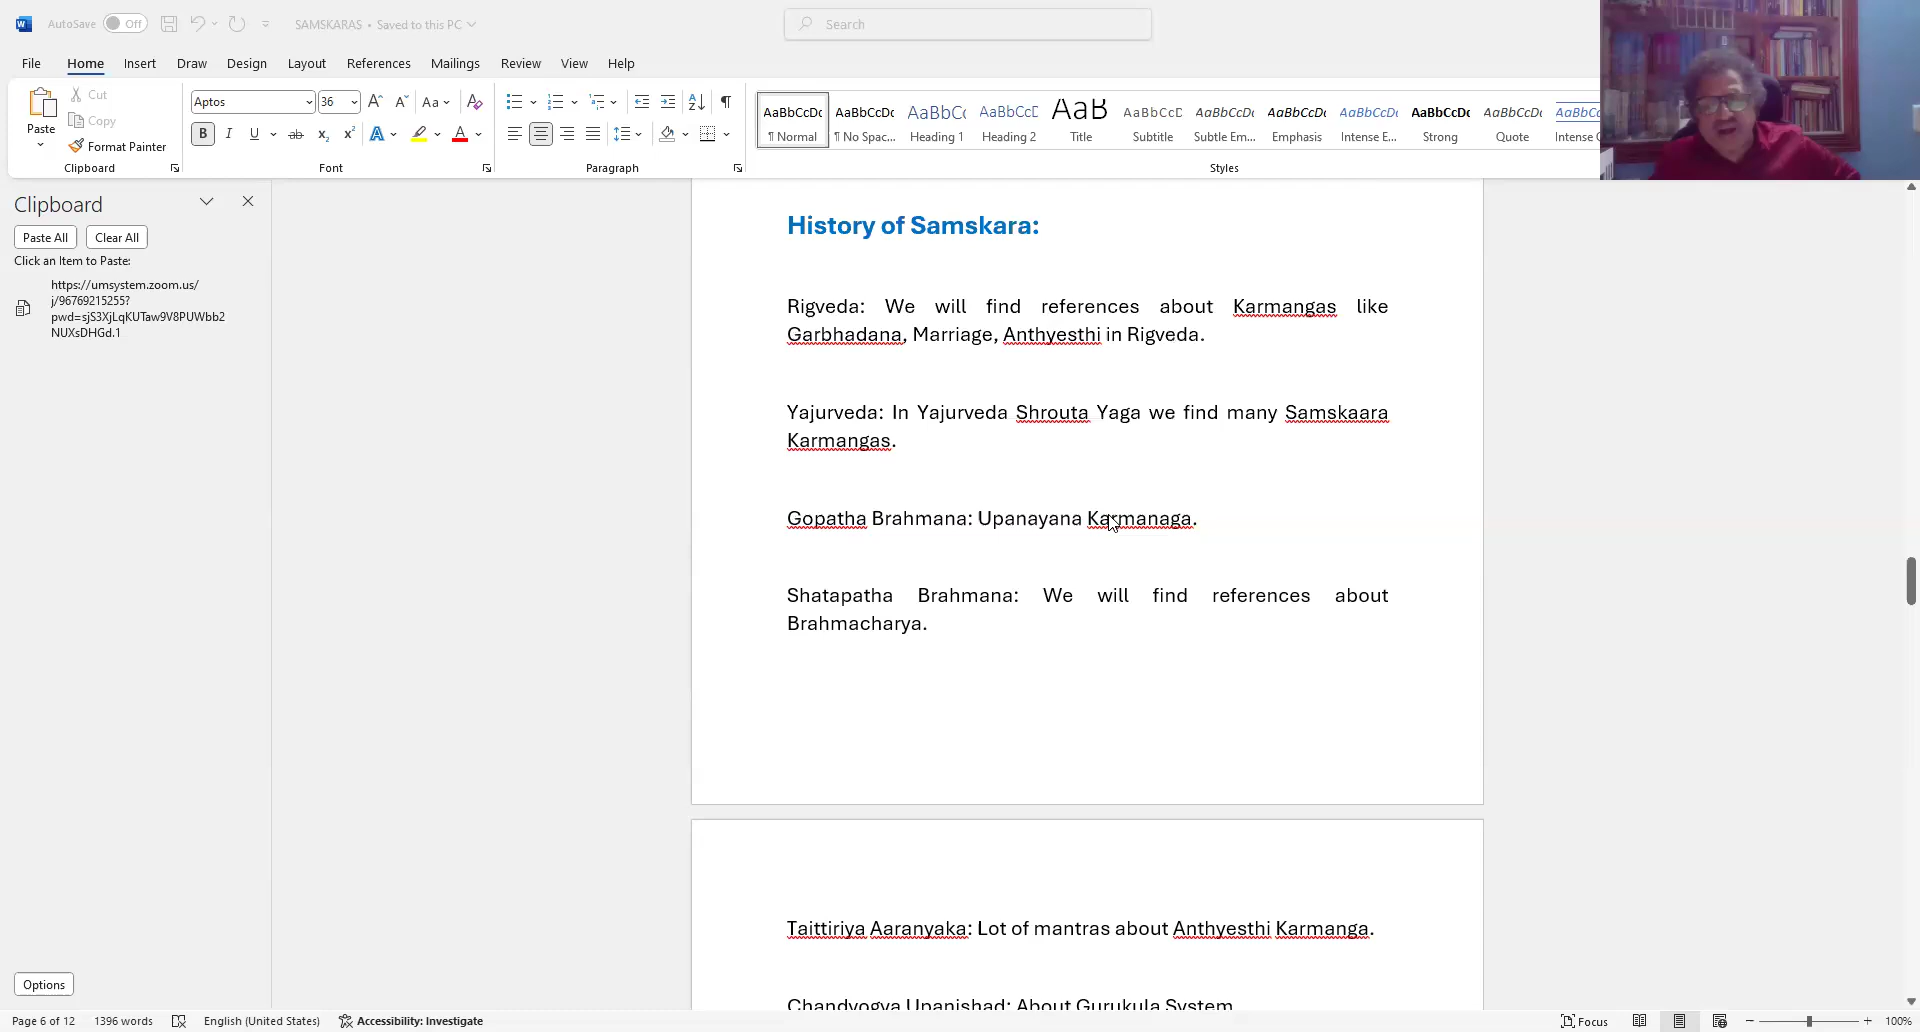 AutoSave Off SAMSKARAS • Saved to this PC Search
File Home Insert Draw Design Layout References Mailings Review View Help
Paste Cut Copy Format Painter
Clipboard
Aptos 36
Font
Paragraph
AaBbCcDc AaBbCcDc AaBbCc AaBbCcD AaB AaBbCcD AaBbCcDc AaBbCcDc AaBbCcDc AaBbCcDc AaBbCcDc AaBbCc
¶ Normal ¶ No Spac... Heading 1 Heading 2 Title Subtitle Subtle Em... Emphasis Intense E... Strong Quote Intense
Styles
Clipboard
Paste All Clear All
Click an Item to Paste:
https://umsystem.zoom.us/
j/96769215255?
pwd=sjS3XjLqKUTaw9V8PUWbb2
NUXsDHGd.1
Options
History of Samskara:
Rigveda: We will find references about Karmangas like
Garbhadana, Marriage, Anthyesthi in Rigveda.
Yajurveda: In Yajurveda Shrouta Yaga we find many Samskaara
Karmangas.
Gopatha Brahmana: Upanayana Karmanaga.
Shatapatha Brahmana: We will find references about
Brahmacharya.
Taittiriya Aaranyaka: Lot of mantras about Anthyesthi Karmanga.
Chandyogya Upanishad: About Gurukula System
Page 6 of 12 1396 words English (United States) Accessibility: Investigate Focus 100%